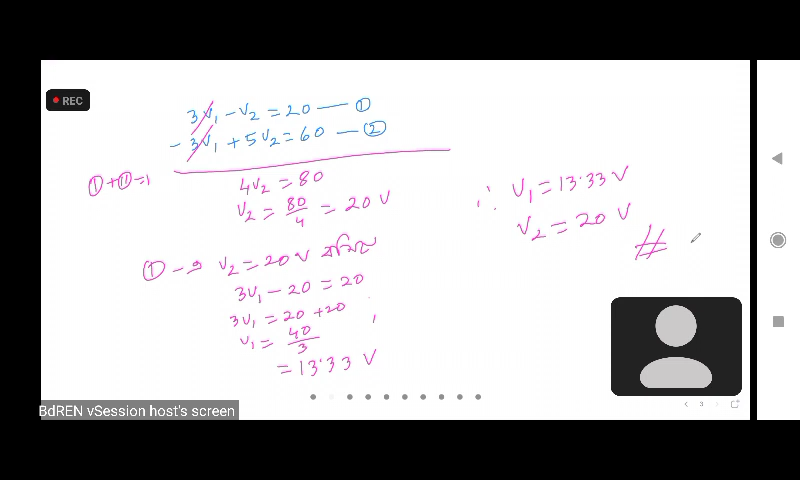 REC
3V₁ - V₂ = 20 — ①
- 3V₁ + 5V₂ = 60 — ②
① + ⑪ =>
4V₂ = 80
V₂ = 80/4 = 20 V
① → এ V₂ = 20 V বসিয়ে
3V₁ - 20 = 20
3V₁ = 20 + 20
V₁ = 40/3
= 13.33 V
∴ V₁ = 13.33 V
V₂ = 20 V
#
BdREN vSession host's screen
3